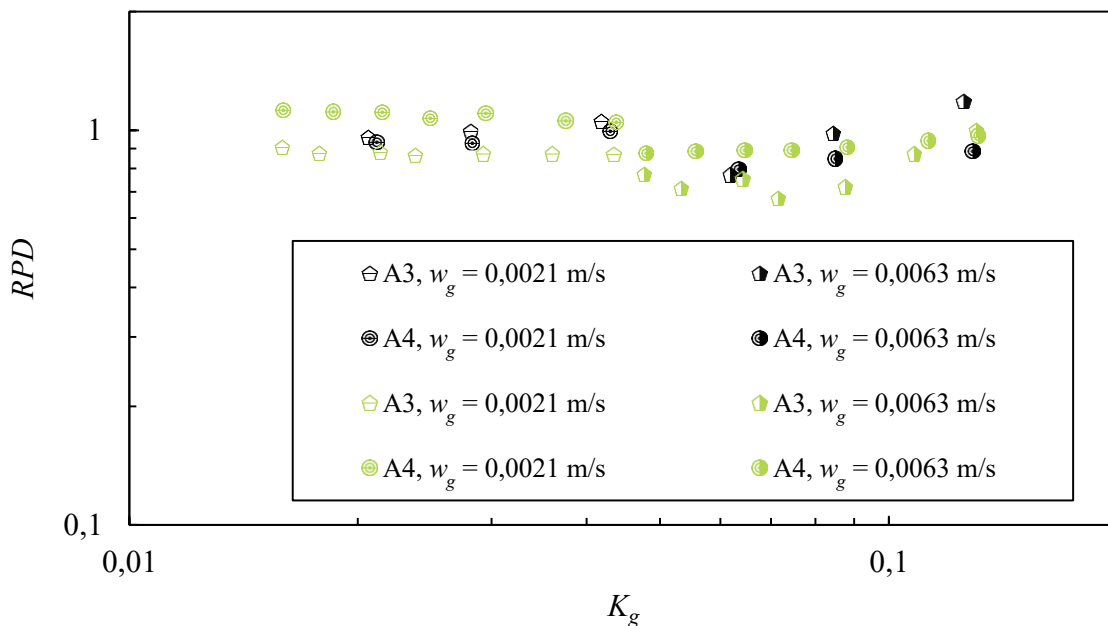 1
RPD
A3, w_g = 0,0021 m/s
A3, w_g = 0,0063 m/s
A4, w_g = 0,0021 m/s
A4, w_g = 0,0063 m/s
A3, w_g = 0,0021 m/s
A3, w_g = 0,0063 m/s
A4, w_g = 0,0021 m/s
A4, w_g = 0,0063 m/s
0,1
0,01
0,1
K_g